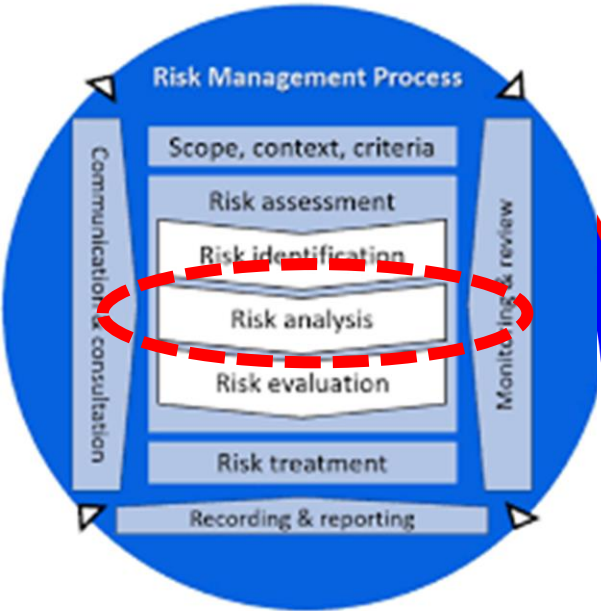 Risk Management Process
Scope, context, criteria
Communication & consultation
Risk assessment
Risk identification
Risk analysis
Risk evaluation
Monitoring & review
Risk treatment
Recording & reporting